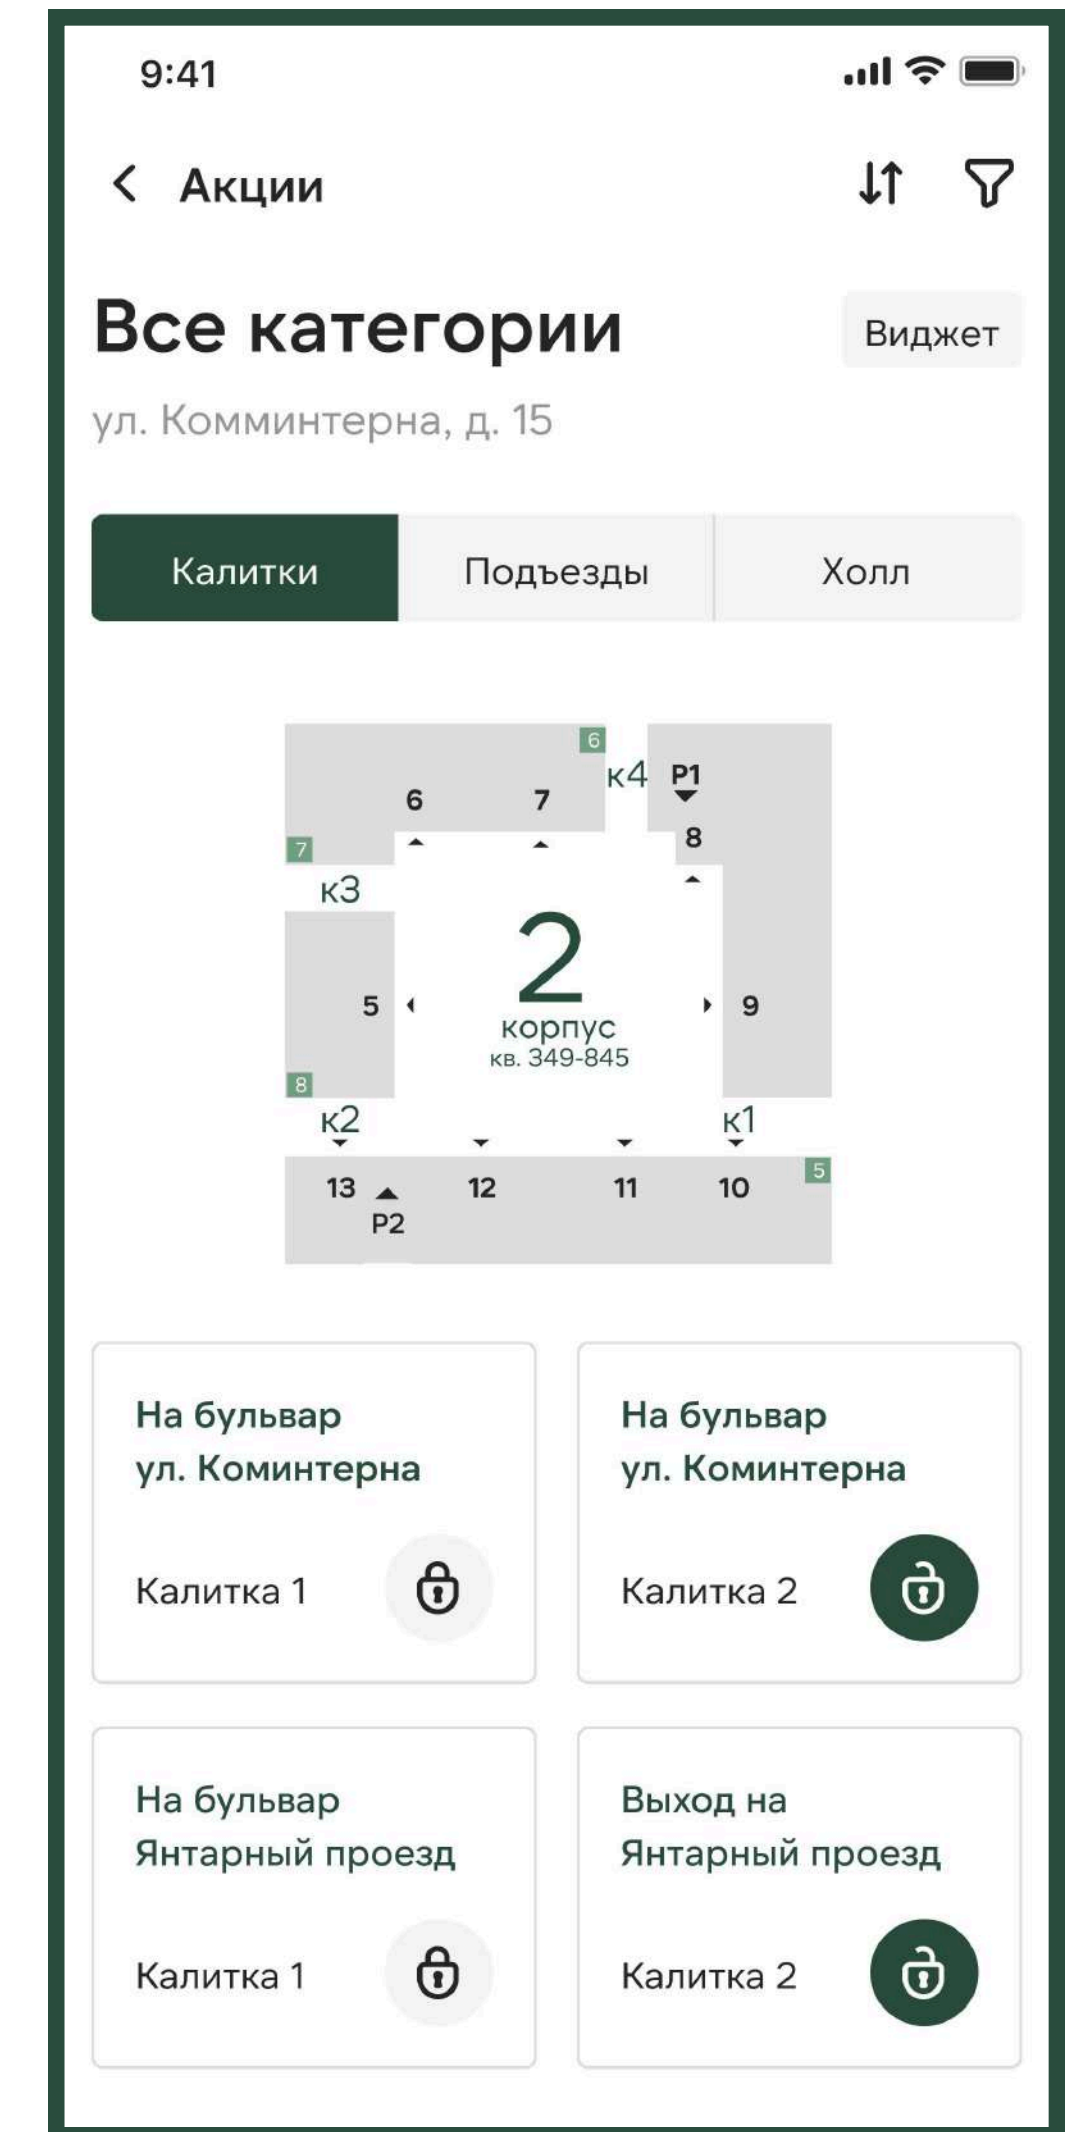 9:41
Акции
Все категории
Виджет
ул. Комминтерна, д. 15
Калитки
Подъезды
Холл
6
к4
P1
6
7
8
7
к3
2
5
9
корпус
кв. 349-845
8
к2
к1
5
13
12
11
10
P2
На бульвар
ул. Коминтерна
Калитка 1
На бульвар
ул. Коминтерна
Калитка 2
На бульвар
Янтарный проезд
Калитка 1
Выход на
Янтарный проезд
Калитка 2